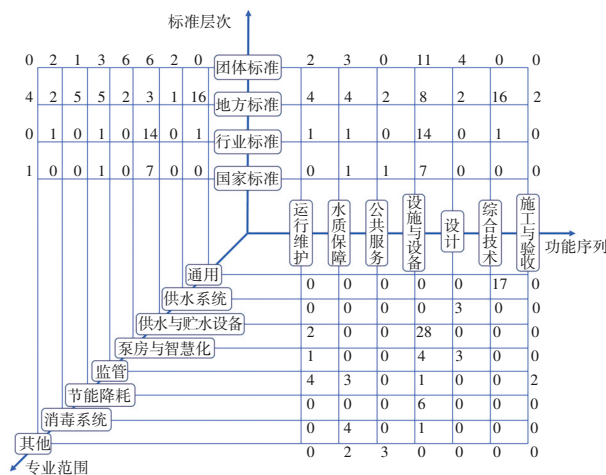 标准层次
0 2 1 3 6 6 2 0 团体标准 2 3 0 11 4 0 0
4 2 5 5 2 3 1 16 地方标准 4 4 2 8 2 16 2
0 1 0 1 0 14 0 1 行业标准 1 1 0 14 0 1 0
1 0 0 1 0 7 0 0 国家标准 0 1 1 7 0 0 0
运行维护 水质保障 公共服务 设施与设备 设计 综合技术 施工与验收 功能序列
通用 0 0 0 0 0 17 0
供水系统 0 0 0 0 3 0 0
供水与贮水设备 2 0 0 28 0 0 0
泵房与智慧化 1 0 0 4 3 0 0
监管 4 3 0 1 0 0 2
节能降耗 0 0 0 6 0 0 0
消毒系统 0 4 0 1 0 0 0
其他 0 2 3 0 0 0 0
专业范围